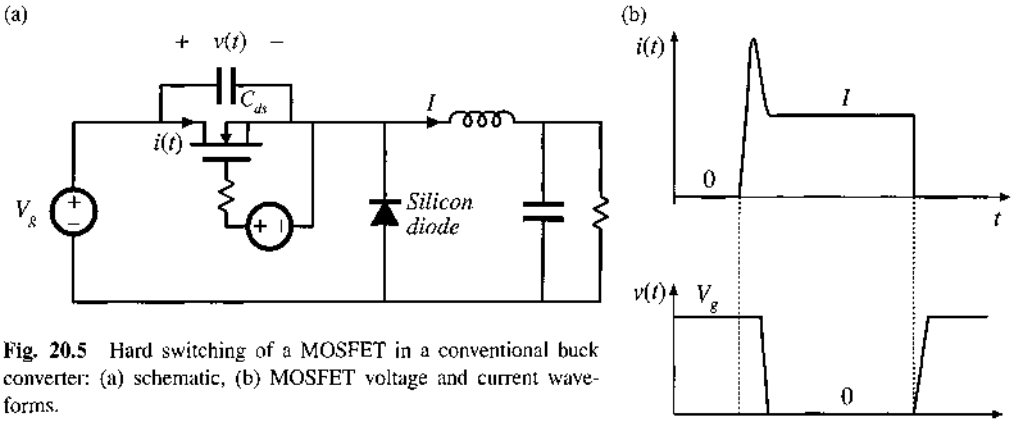 (a)
+ v(t) −
C_ds
i(t)
I
V_g
+
−
+ −
Silicon
diode
Fig. 20.5 Hard switching of a MOSFET in a conventional buck
converter: (a) schematic, (b) MOSFET voltage and current wave-
forms.
(b)
i(t)
I
0
t
v(t)
V_g
0